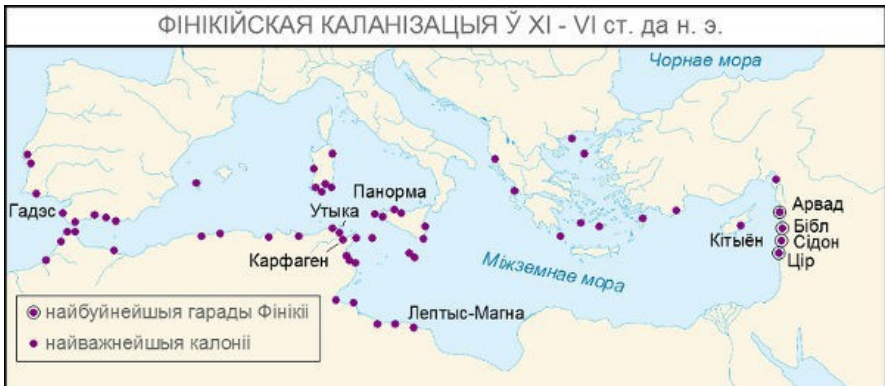 ФІНІКІЙСКАЯ КАЛАНІЗАЦЫЯ Ў XI - VI ст. да н. э.
Чорнае мора
Панорма
Гадэс
Утыка
Арвад
Бібл
Кітыён
Сідон
Карфаген
Цір
Міжземнае мора
Лептыс-Магна
найбуйнейшыя гарады Фінікіі
найважнейшыя калоніі